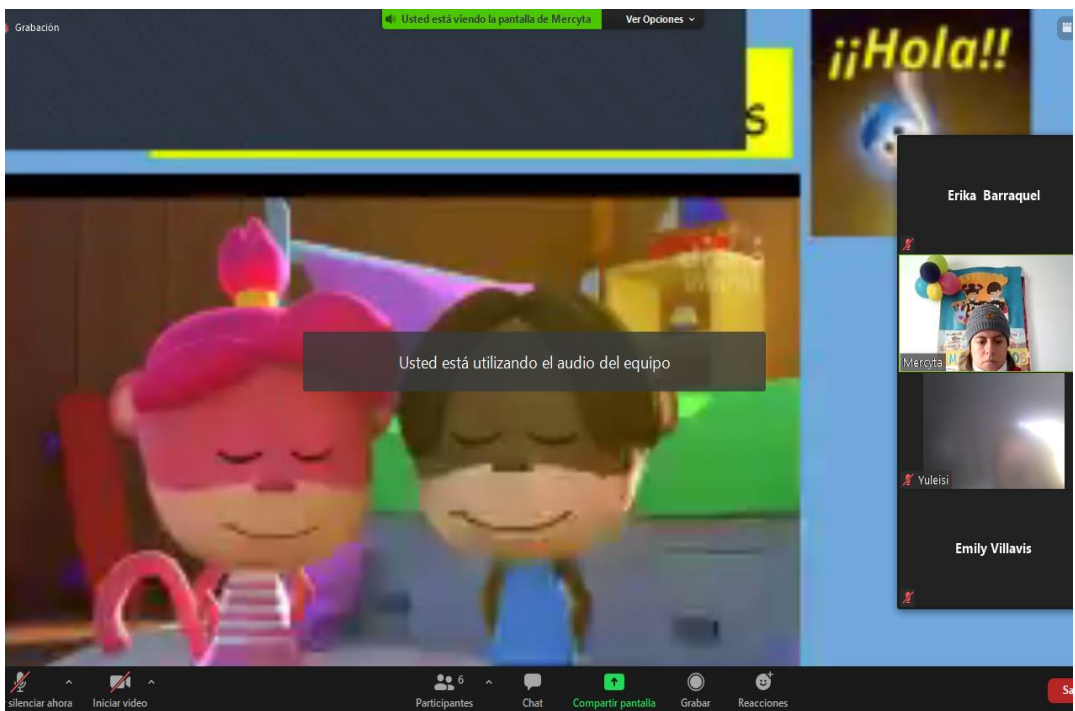 Grabación
Usted está viendo la pantalla de Mercyta
Ver Opciones
S
¡¡Hola!!
Erika Barraquel
Mercyta
Usted está utilizando el audio del equipo
Yuleisi
Emily Villavis
silenciar ahora
Iniciar video
6
Participantes
Chat
Compartir pantalla
Grabar
Reacciones
Sa